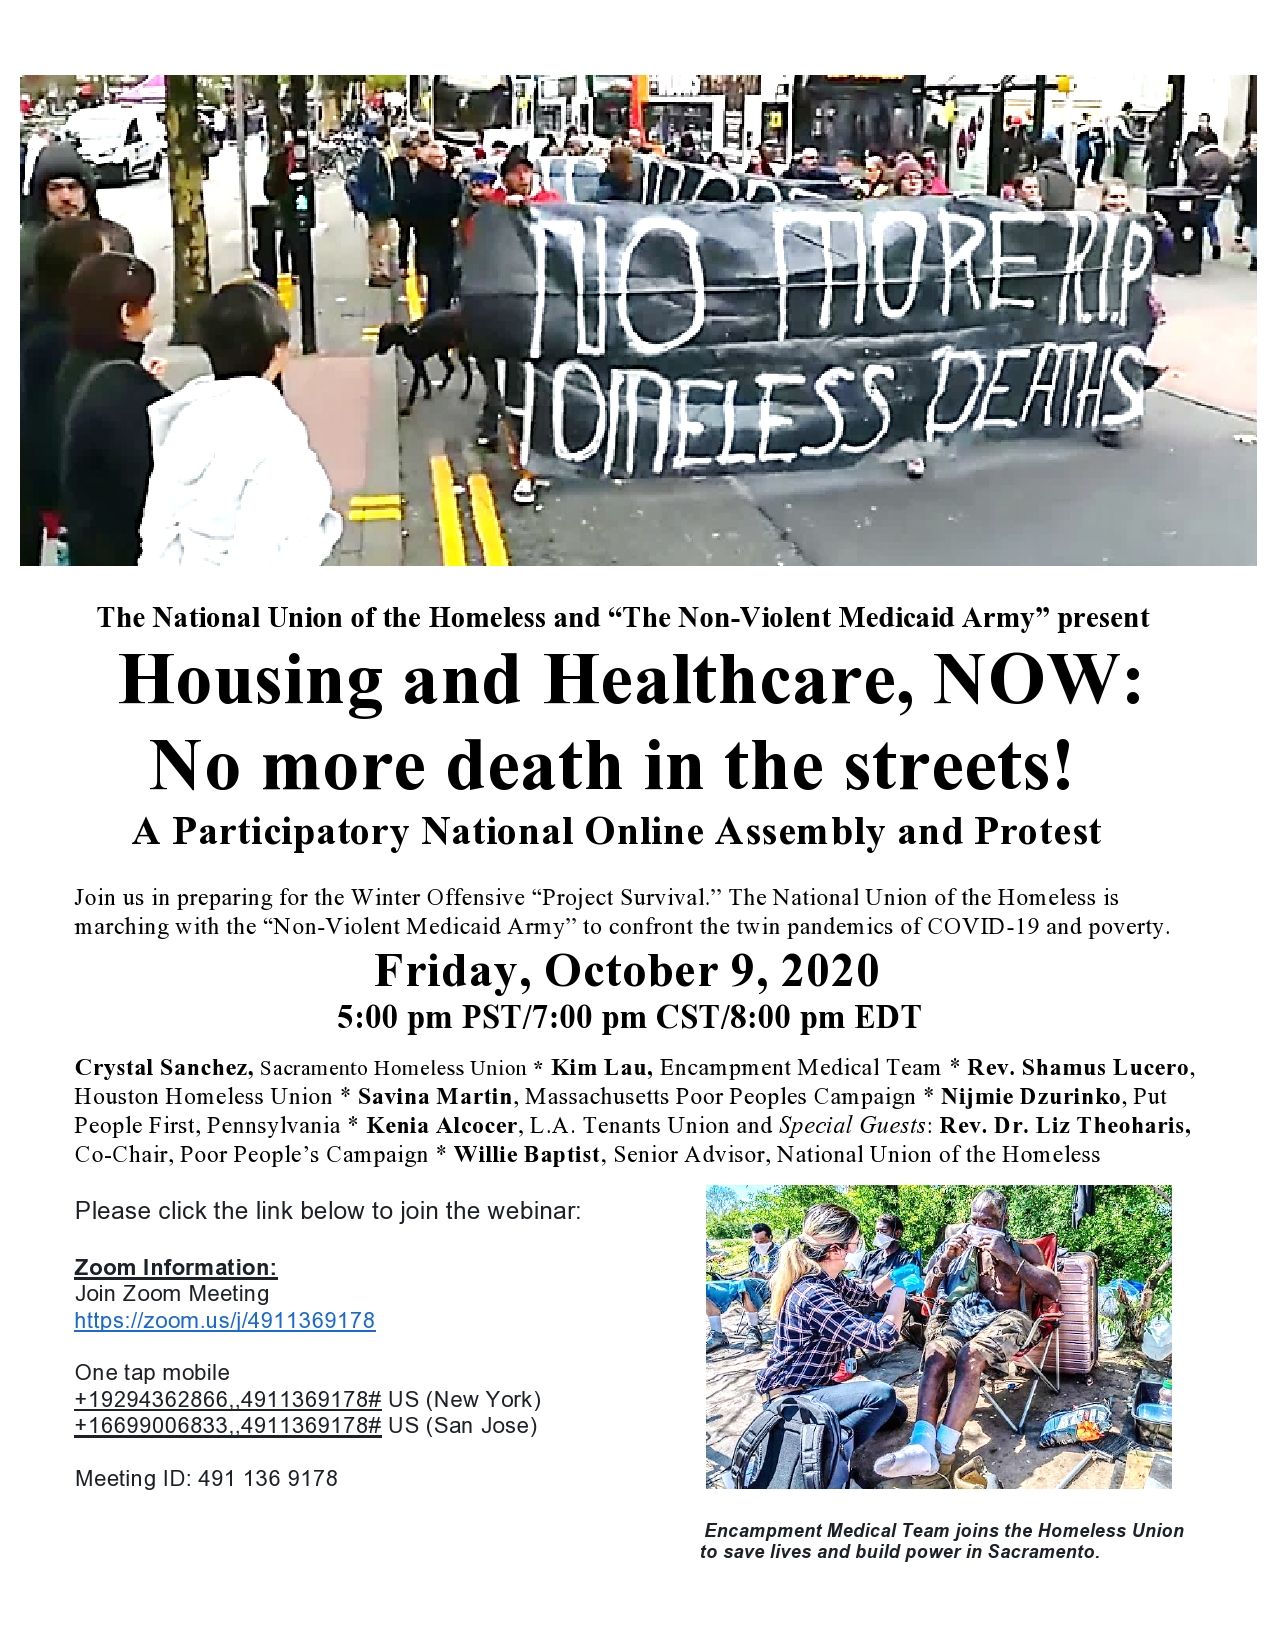 NO MORE R.I.P
HOMELESS DEATHS
The National Union of the Homeless and “The Non-Violent Medicaid Army” present
Housing and Healthcare, NOW:
No more death in the streets!
A Participatory National Online Assembly and Protest
Join us in preparing for the Winter Offensive “Project Survival.” The National Union of the Homeless is
marching with the “Non-Violent Medicaid Army” to confront the twin pandemics of COVID-19 and poverty.
Friday, October 9, 2020
5:00 pm PST/7:00 pm CST/8:00 pm EDT
Crystal Sanchez, Sacramento Homeless Union * Kim Lau, Encampment Medical Team * Rev. Shamus Lucero,
Houston Homeless Union * Savina Martin, Massachusetts Poor Peoples Campaign * Nijmie Dzurinko, Put
People First, Pennsylvania * Kenia Alcocer, L.A. Tenants Union and Special Guests: Rev. Dr. Liz Theoharis,
Co-Chair, Poor People’s Campaign * Willie Baptist, Senior Advisor, National Union of the Homeless
Please click the link below to join the webinar:
Zoom Information:
Join Zoom Meeting
https://zoom.us/j/4911369178
One tap mobile
+19294362866,,4911369178# US (New York)
+16699006833,,4911369178# US (San Jose)
Meeting ID: 491 136 9178
Encampment Medical Team joins the Homeless Union
to save lives and build power in Sacramento.